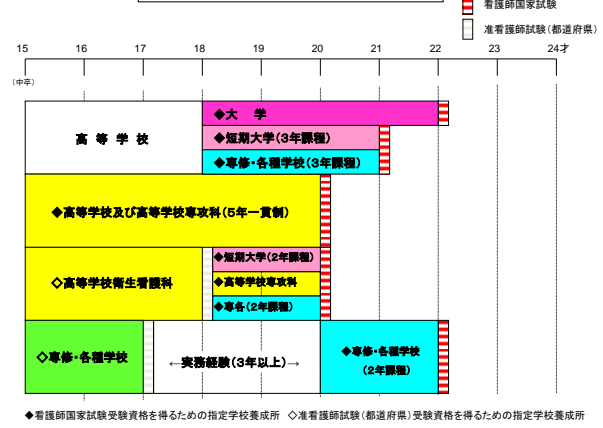 看護師国家試験
准看護師試験(都道府県)
15 16 17 18 19 20 21 22 23 24才
(中卒)
高 等 学 校
◆大 学
◆短期大学(3年課程)
◆専修・各種学校(3年課程)
◆高等学校及び高等学校専攻科(5年一貫制)
◇高等学校衛生看護科
◆短期大学(2年課程)
◆高等学校専攻科
◆専各(2年課程)
◇専修・各種学校
←実務経験(3年以上)→
◆専修・各種学校
(2年課程)
◆看護師国家試験受験資格を得るための指定学校養成所 ◇准看護師試験(都道府県)受験資格を得るための指定学校養成所